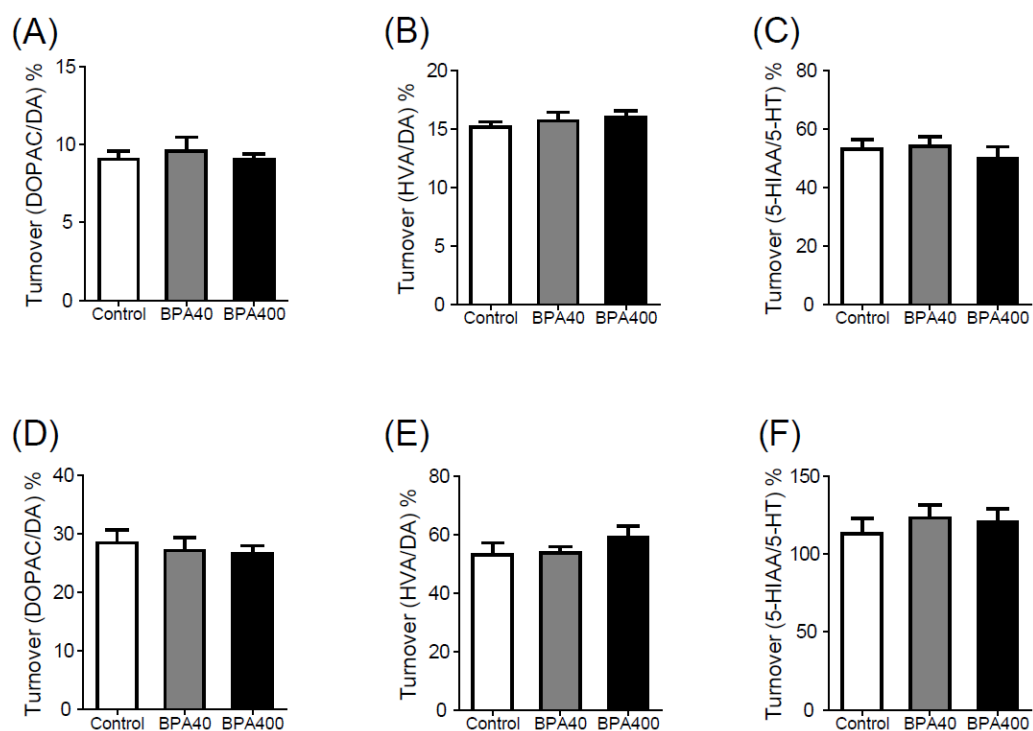 (A)
Turnover (DOPAC/DA) %
15
10
5
0
Control BPA40 BPA400
(B)
Turnover (HVA/DA) %
20
15
10
5
0
Control BPA40 BPA400
(C)
Turnover (5-HIAA/5-HT) %
80
60
40
20
0
Control BPA40 BPA400
(D)
Turnover (DOPAC/DA) %
40
30
20
10
0
Control BPA40 BPA400
(E)
Turnover (HVA/DA) %
80
60
40
20
0
Control BPA40 BPA400
(F)
Turnover (5-HIAA/5-HT) %
150
100
50
0
Control BPA40 BPA400